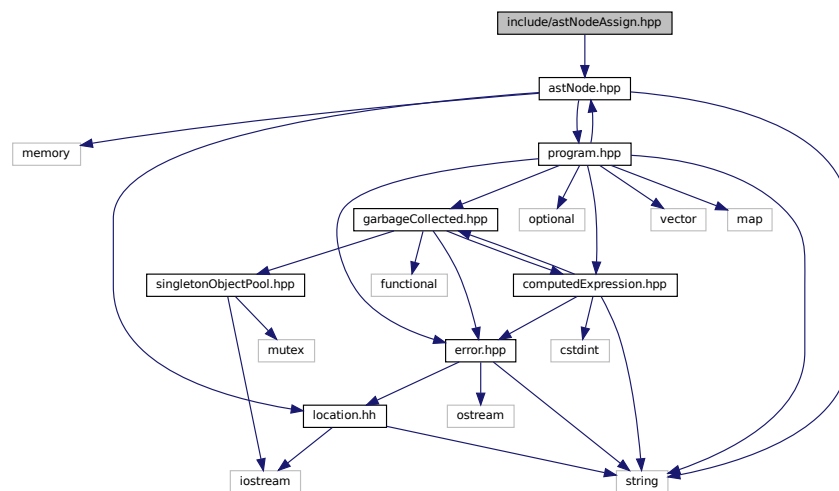 include/astNodeAssign.hpp
astNode.hpp
memory
program.hpp
garbageCollected.hpp
optional
vector
map
singletonObjectPool.hpp
functional
computedExpression.hpp
mutex
error.hpp
cstdint
location.hh
ostream
iostream
string